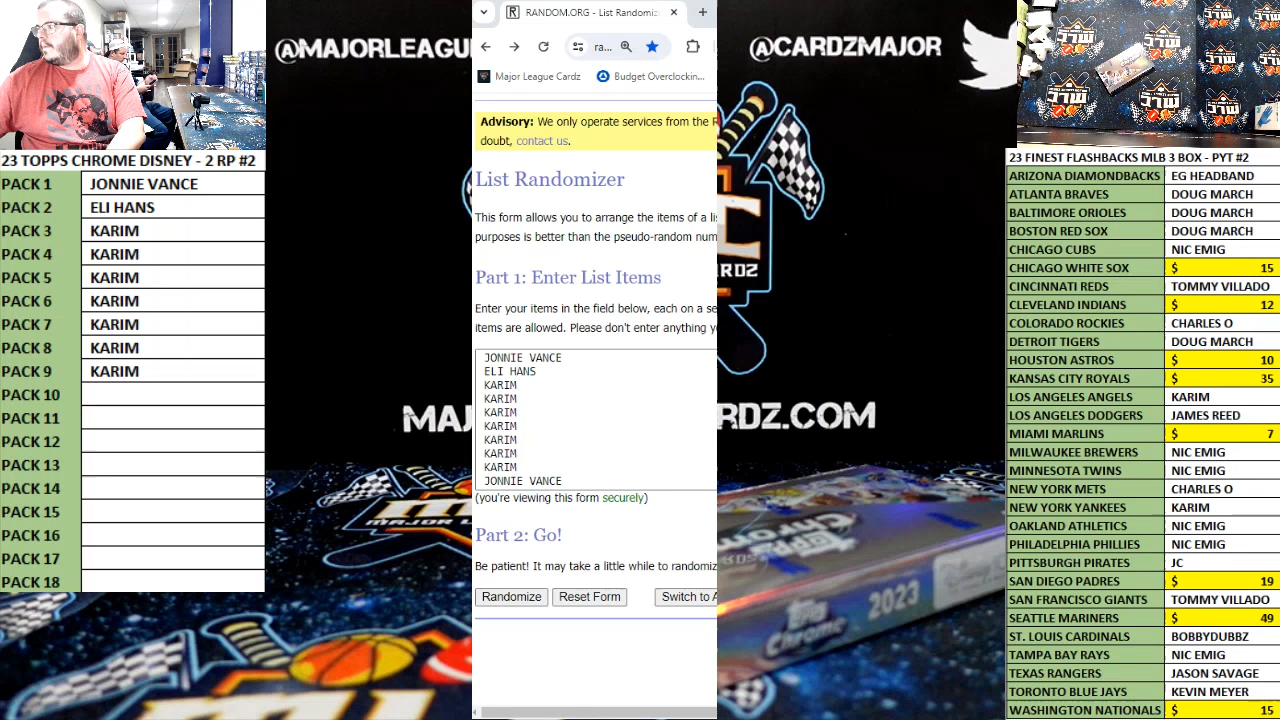 @MAJORLEAGU
@CARDZMAJOR
23 TOPPS CHROME DISNEY - 2 RP #2
PACK 1 JONNIE VANCE
PACK 2 ELI HANS
PACK 3 KARIM
PACK 4 KARIM
PACK 5 KARIM
PACK 6 KARIM
PACK 7 KARIM
PACK 8 KARIM
PACK 9 KARIM
PACK 10
PACK 11
PACK 12
PACK 13
PACK 14
PACK 15
PACK 16
PACK 17
PACK 18
RANDOM.ORG - List Randomiz
ra...
Major League Cardz
Budget Overclockin...
Advisory: We only operate services from the R
doubt, contact us.
List Randomizer
This form allows you to arrange the items of a li
purposes is better than the pseudo-random num
Part 1: Enter List Items
Enter your items in the field below, each on a se
items are allowed. Please don't enter anything y
JONNIE VANCE
ELI HANS
KARIM
KARIM
KARIM
KARIM
KARIM
KARIM
KARIM
JONNIE VANCE
(you're viewing this form securely)
Part 2: Go!
Be patient! It may take a little while to randomiz
Randomize
Reset Form
Switch to A
RDZ
MAJ
RDZ.COM
MAJOR L
Topps
Chrome
2023
23 FINEST FLASHBACKS MLB 3 BOX - PYT #2
ARIZONA DIAMONDBACKS EG HEADBAND
ATLANTA BRAVES DOUG MARCH
BALTIMORE ORIOLES DOUG MARCH
BOSTON RED SOX DOUG MARCH
CHICAGO CUBS NIC EMIG
CHICAGO WHITE SOX $ 15
CINCINNATI REDS TOMMY VILLADO
CLEVELAND INDIANS $ 12
COLORADO ROCKIES CHARLES O
DETROIT TIGERS DOUG MARCH
HOUSTON ASTROS $ 10
KANSAS CITY ROYALS $ 35
LOS ANGELES ANGELS KARIM
LOS ANGELES DODGERS JAMES REED
MIAMI MARLINS $ 7
MILWAUKEE BREWERS NIC EMIG
MINNESOTA TWINS NIC EMIG
NEW YORK METS CHARLES O
NEW YORK YANKEES KARIM
OAKLAND ATHLETICS NIC EMIG
PHILADELPHIA PHILLIES NIC EMIG
PITTSBURGH PIRATES JC
SAN DIEGO PADRES $ 19
SAN FRANCISCO GIANTS TOMMY VILLADO
SEATTLE MARINERS $ 49
ST. LOUIS CARDINALS BOBBYDUBBZ
TAMPA BAY RAYS NIC EMIG
TEXAS RANGERS JASON SAVAGE
TORONTO BLUE JAYS KEVIN MEYER
WASHINGTON NATIONALS $ 15